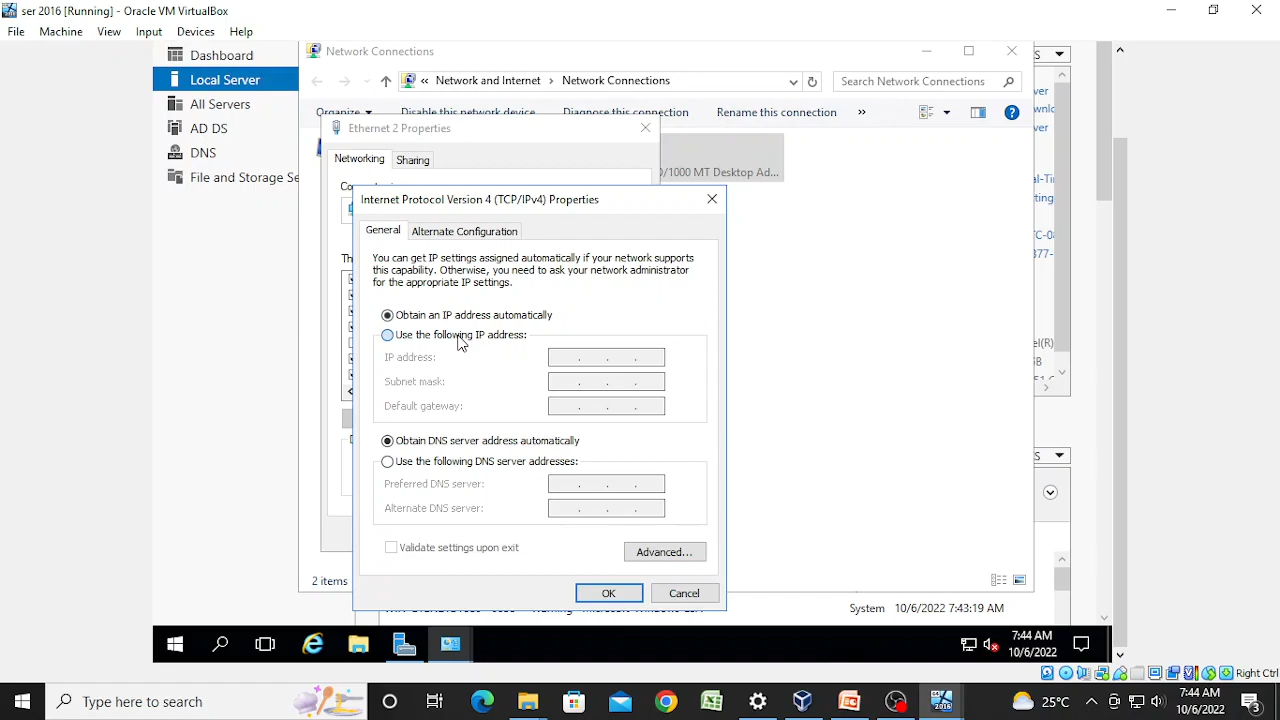 ser 2016 [Running] - Oracle VM VirtualBox
File Machine View Input Devices Help
Dashboard
Local Server
All Servers
AD DS
DNS
File and Storage Se
Network Connections
« Network and Internet > Network Connections
Search Network Connections
Organize Disable this network device Diagnose this connection Rename this connection »
Ethernet 2 Properties
Networking Sharing
0/1000 MT Desktop Ad...
Internet Protocol Version 4 (TCP/IPv4) Properties
General Alternate Configuration
You can get IP settings assigned automatically if your network supports
this capability. Otherwise, you need to ask your network administrator
for the appropriate IP settings.
Obtain an IP address automatically
Use the following IP address:
IP address:
Subnet mask:
Default gateway:
Obtain DNS server address automatically
Use the following DNS server addresses:
Preferred DNS server:
Alternate DNS server:
Validate settings upon exit
Advanced...
OK Cancel
2 items
System 10/6/2022 7:43:19 AM
7:44 AM
10/6/2022
Right Ctrl
Type here to search
25°C
7:44 AM
10/6/2022